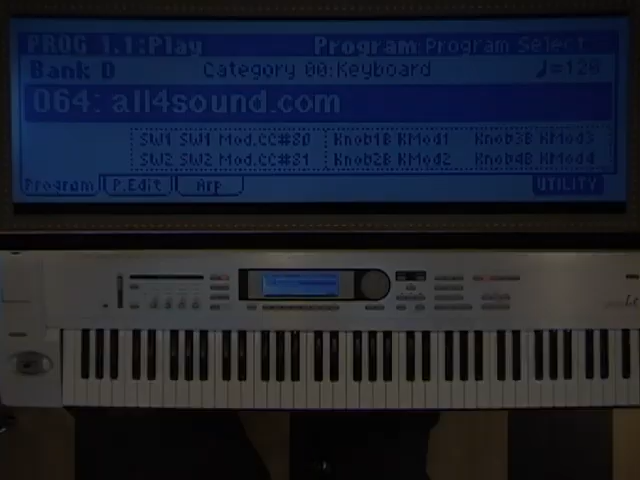 PROG 1.1:Play Program:Program Select
Bank D Category 00:Keyboard ♩=120
064: all4sound.com
SW1 SW1 Mod.CC#80 Knob1B KMod1 Knob3B KMod3
SW2 SW2 Mod.CC#81 Knob2B KMod2 Knob4B KMod4
Program P.Edit Arp UTILITY